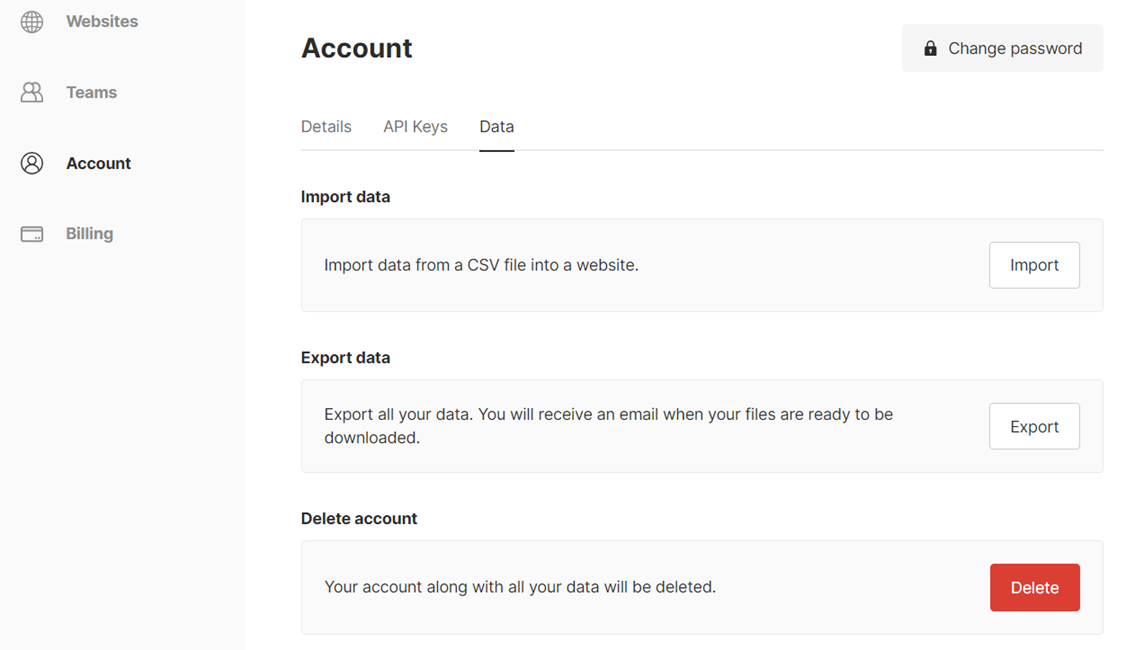 Websites
Teams
Account
Billing
Account
Change password
Details API Keys Data
Import data
Import data from a CSV file into a website.
Import
Export data
Export all your data. You will receive an email when your files are ready to be
downloaded.
Export
Delete account
Your account along with all your data will be deleted.
Delete